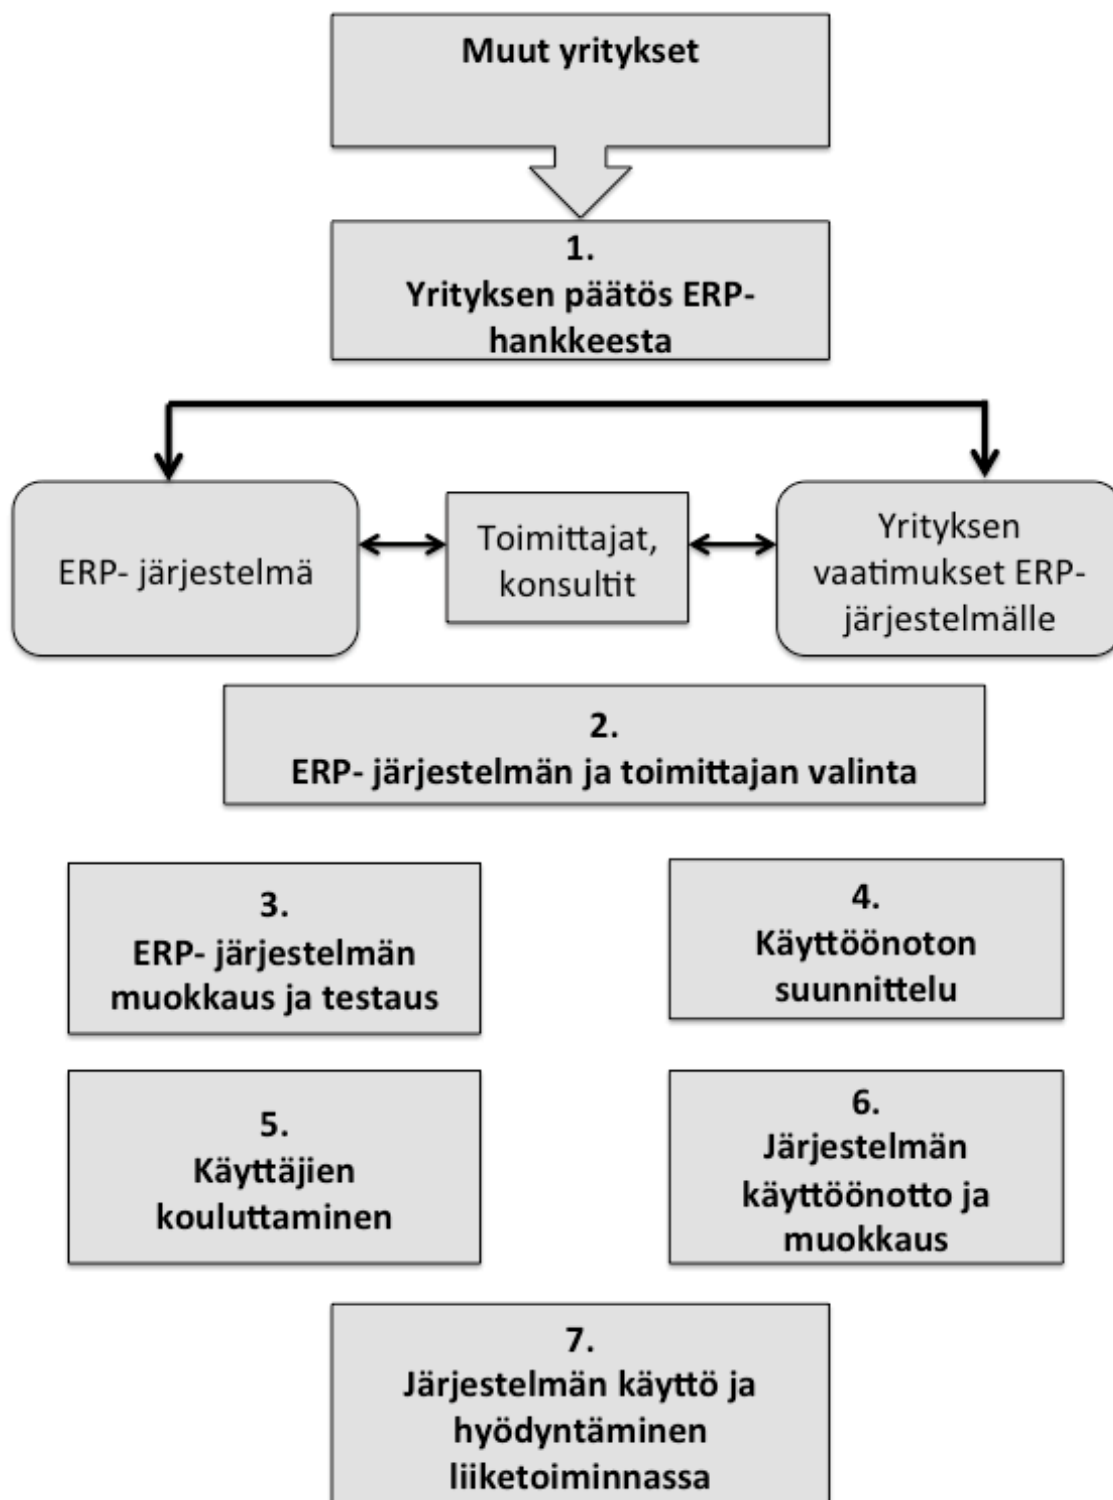 Muut yritykset
1.
Yrityksen päätös ERP-
hankkeesta
ERP- järjestelmä
Toimittajat,
konsultit
Yrityksen
vaatimukset ERP-
järjestelmälle
2.
ERP- järjestelmän ja toimittajan valinta
3.
ERP- järjestelmän
muokkaus ja testaus
4.
Käyttöönoton
suunnittelu
5.
Käyttäjien
kouluttaminen
6.
Järjestelmän
käyttöönotto ja
muokkaus
7.
Järjestelmän käyttö ja
hyödyntäminen
liiketoiminnassa